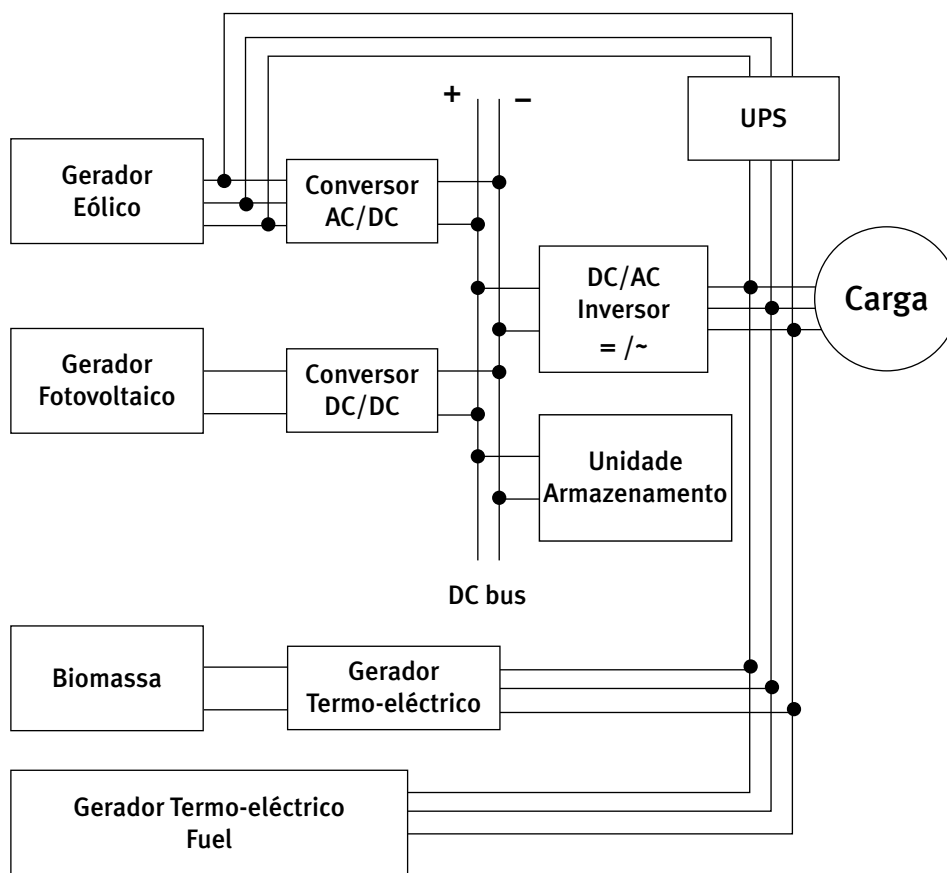 + –
UPS
Gerador
Eólico
Conversor
AC/DC
DC/AC
Inversor
= /~
Carga
Gerador
Fotovoltaico
Conversor
DC/DC
Unidade
Armazenamento
DC bus
Biomassa
Gerador
Termo-eléctrico
Gerador Termo-eléctrico
Fuel